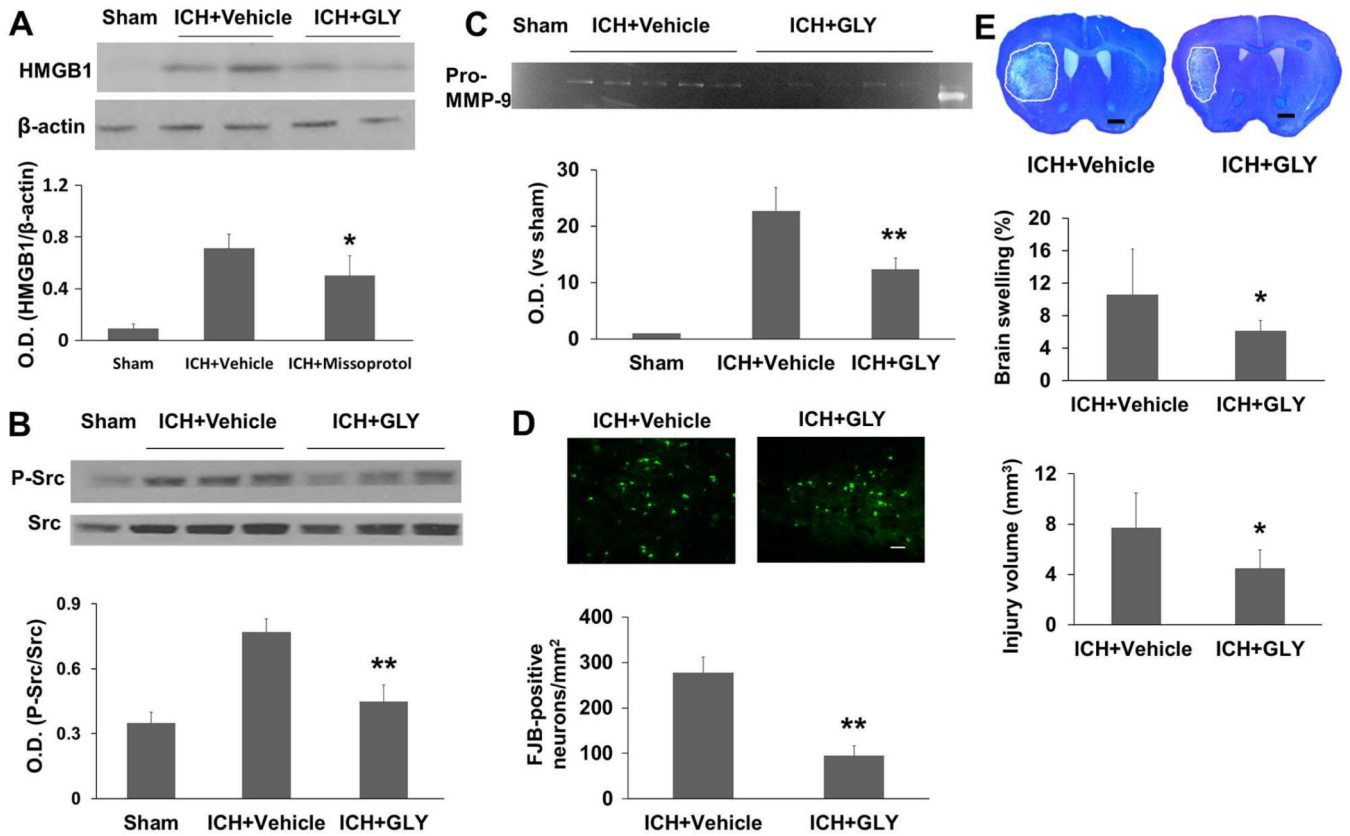 A
Sham ICH+Vehicle ICH+GLY
HMGB1
β-actin
O.D. (HMGB1/β-actin)
1.2
0.8
0.4
0
*
Sham ICH+Vehicle ICH+Missoprotol
B
Sham ICH+Vehicle ICH+GLY
P-Src
Src
O.D. (P-Src/Src)
0.9
0.6
0.3
0
**
Sham ICH+Vehicle ICH+GLY
C
Sham ICH+Vehicle ICH+GLY
Pro-
MMP-9
O.D. (vs sham)
30
20
10
0
**
Sham ICH+Vehicle ICH+GLY
D
ICH+Vehicle ICH+GLY
FJB-positive
neurons/mm²
400
300
200
100
0
**
ICH+Vehicle ICH+GLY
E
ICH+Vehicle ICH+GLY
Brain swelling (%)
20
16
12
8
4
0
*
ICH+Vehicle ICH+GLY
Injury volume (mm³)
12
8
4
0
*
ICH+Vehicle ICH+GLY